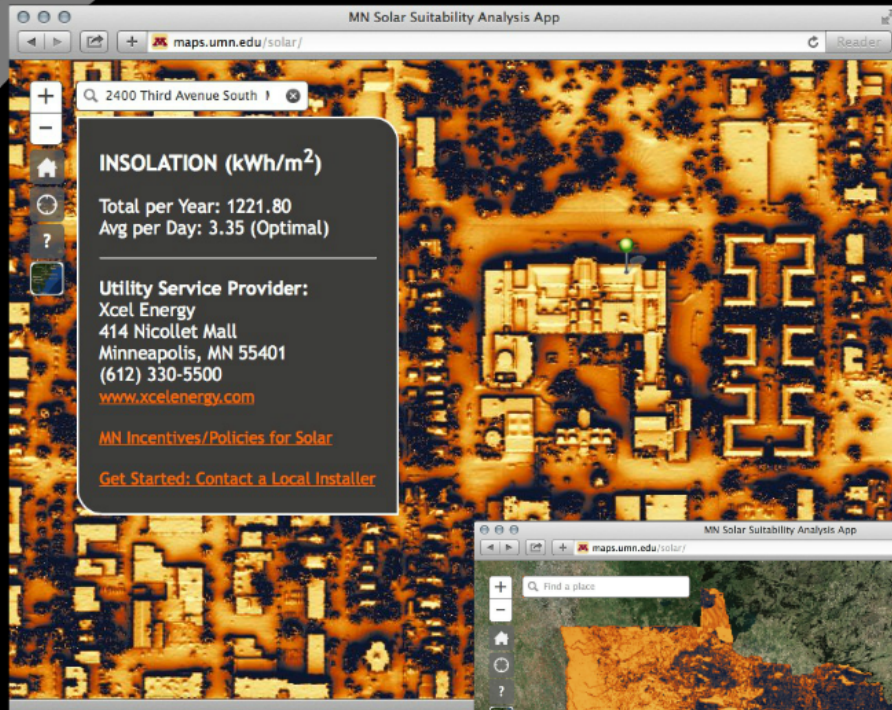 MN Solar Suitability Analysis App
maps.umn.edu/solar/
Reader
+
2400 Third Avenue South
−
INSOLATION (kWh/m²)
Total per Year: 1221.80
Avg per Day: 3.35 (Optimal)
?
Utility Service Provider:
Xcel Energy
414 Nicollet Mall
Minneapolis, MN 55401
(612) 330-5500
www.xcelenergy.com
MN Incentives/Policies for Solar
Get Started: Contact a Local Installer
MN Solar Suitability Analysis App
maps.umn.edu/solar/
+
Find a place
−
?